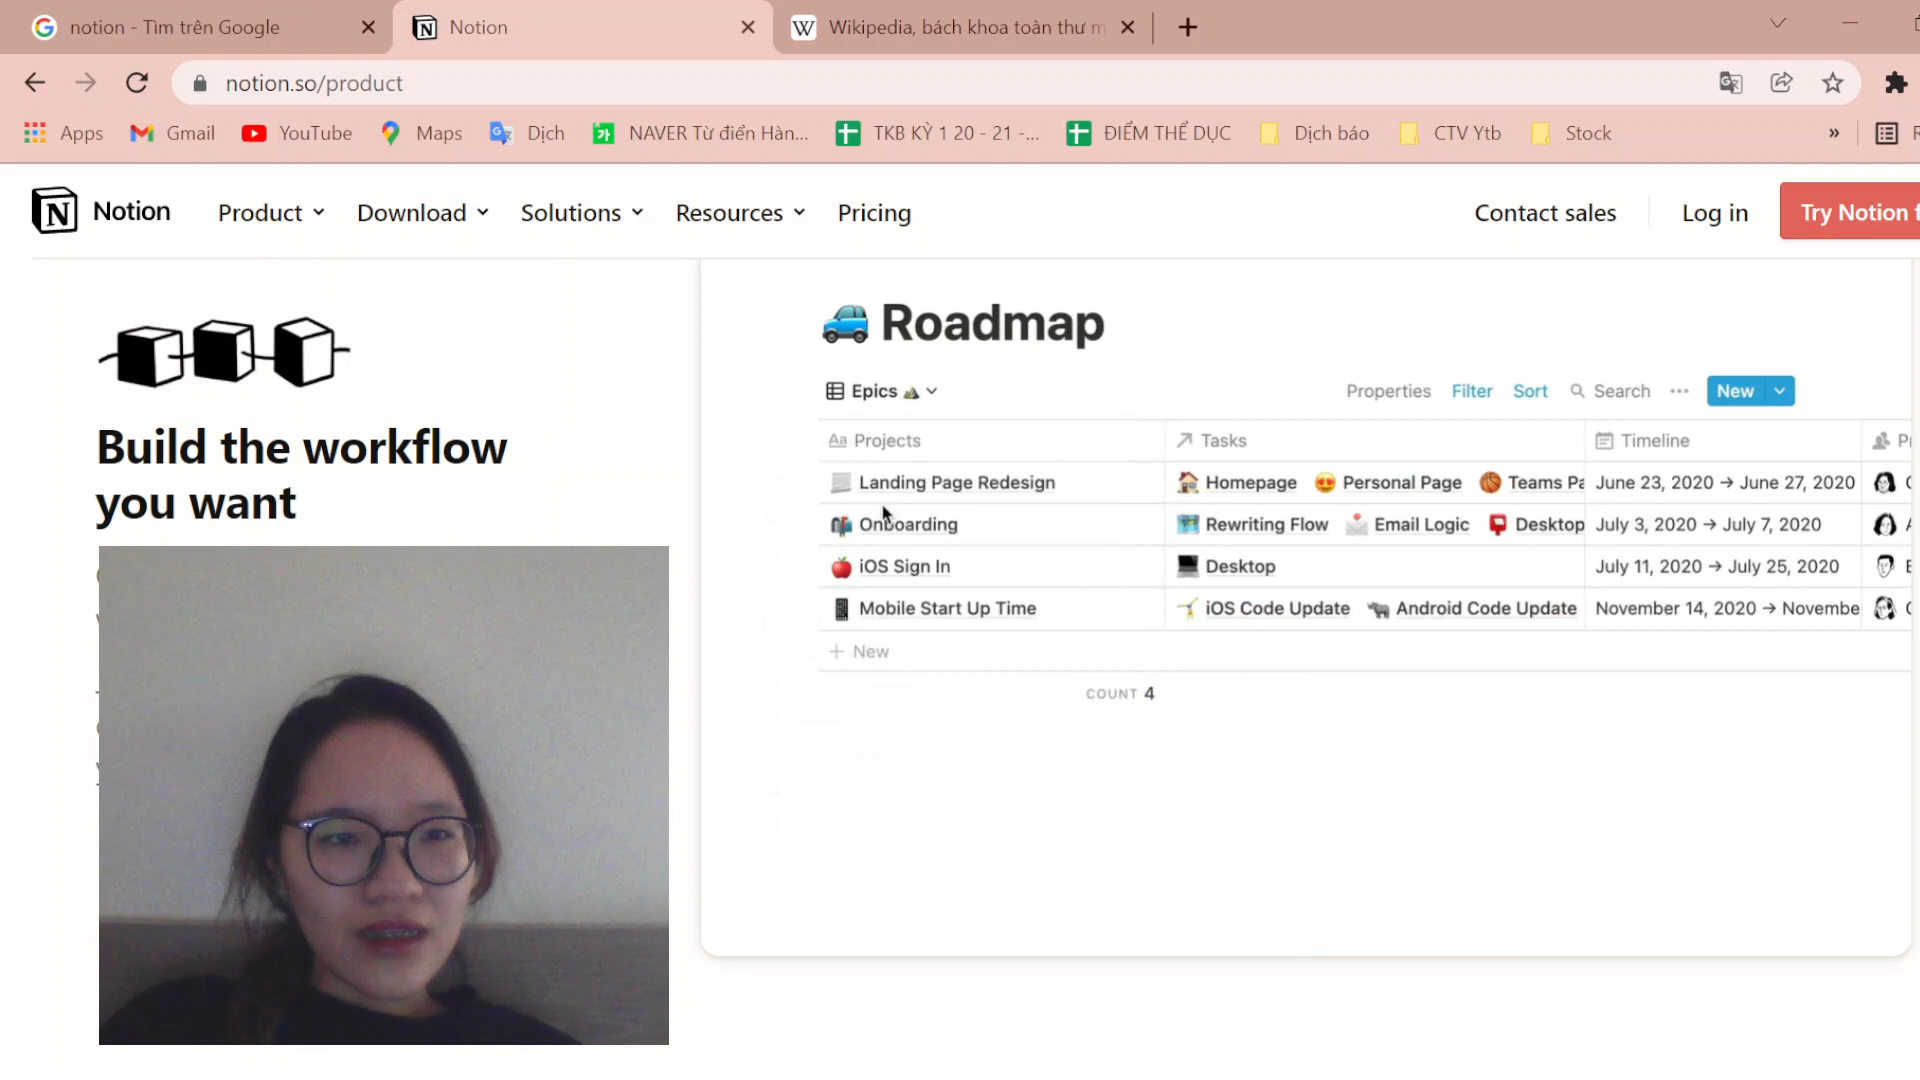 notion - Tìm trên Google
Notion
Wikipedia, bách khoa toàn thư m
notion.so/product
Apps Gmail YouTube Maps Dịch NAVER Từ điển Hàn... TKB KỲ 1 20 - 21 -... ĐIỂM THỂ DỤC Dịch báo CTV Ytb Stock »
Notion Product Download Solutions Resources Pricing Contact sales Log in Try Notion f
Roadmap
Epics Properties Filter Sort Search ••• New
Build the workflow
you want
Aa Projects Tasks Timeline
Landing Page Redesign Homepage Personal Page Teams Pa June 23, 2020 → June 27, 2020
Onboarding Rewriting Flow Email Logic Desktop July 3, 2020 → July 7, 2020
iOS Sign In Desktop July 11, 2020 → July 25, 2020
Mobile Start Up Time iOS Code Update Android Code Update November 14, 2020 → Novembe
+ New
COUNT 4